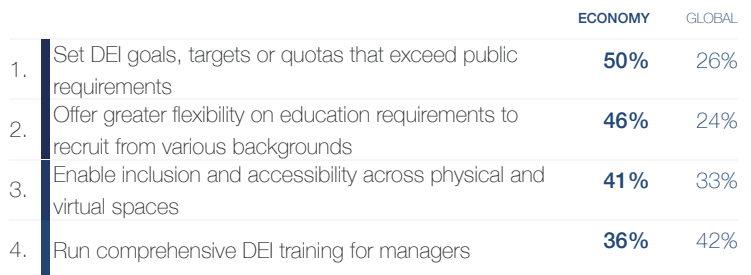 ECONOMY GLOBAL
1. Set DEI goals, targets or quotas that exceed public requirements 50% 26%
2. Offer greater flexibility on education requirements to recruit from various backgrounds 46% 24%
3. Enable inclusion and accessibility across physical and virtual spaces 41% 33%
4. Run comprehensive DEI training for managers 36% 42%